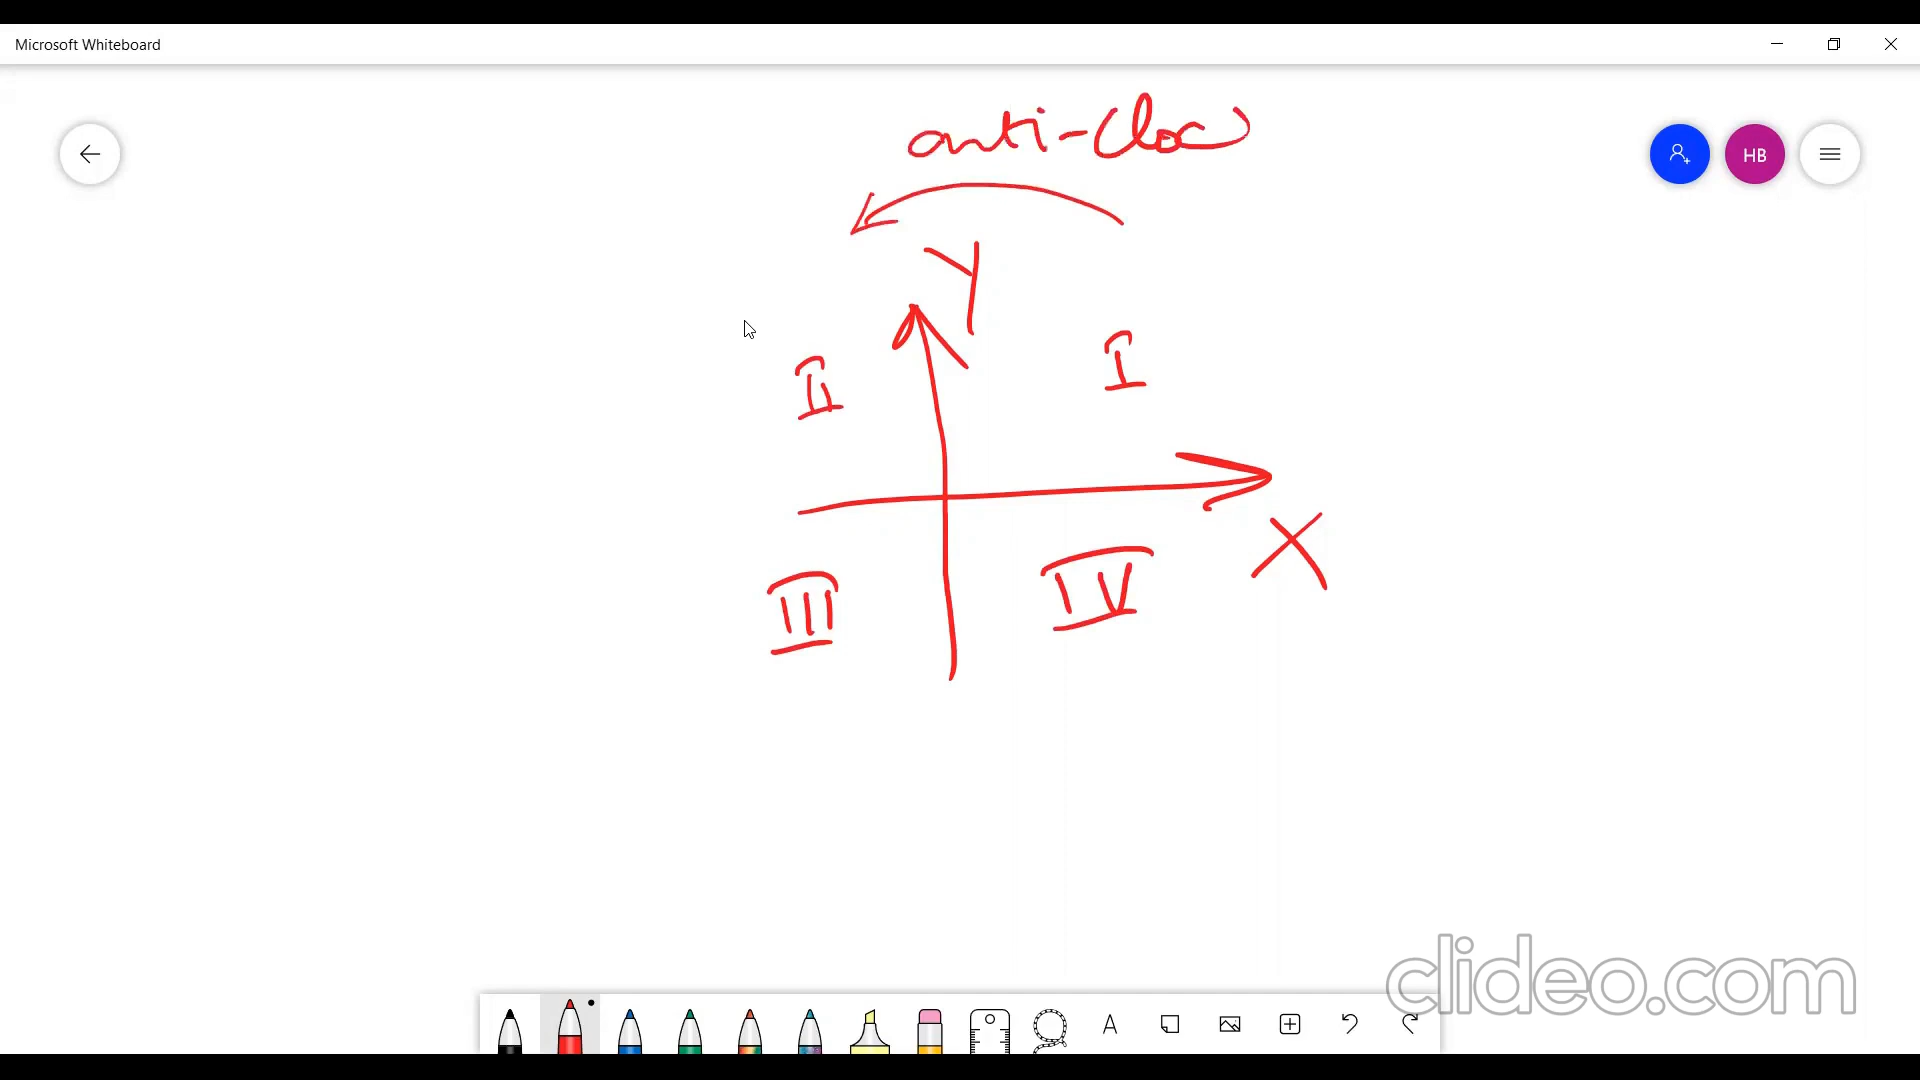 Microsoft Whiteboard
anti-cloc
HB
Y
II
I
X
III
IV
clideo.com
A